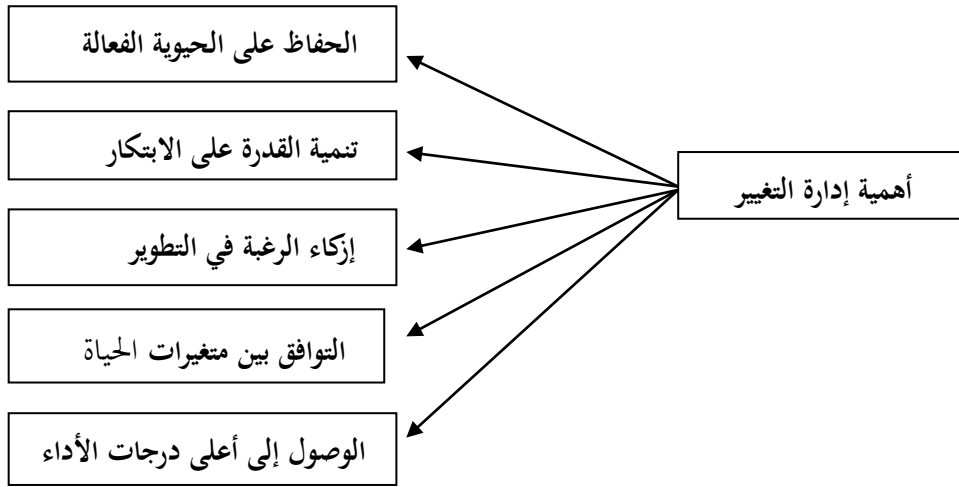 أهمية إدارة التغيير
الحفاظ على الحيوية الفعالة
تنمية القدرة على الابتكار
إزكاء الرغبة في التطوير
التوافق بين متغيرات الحياة
الوصول إلى أعلى درجات الأداء